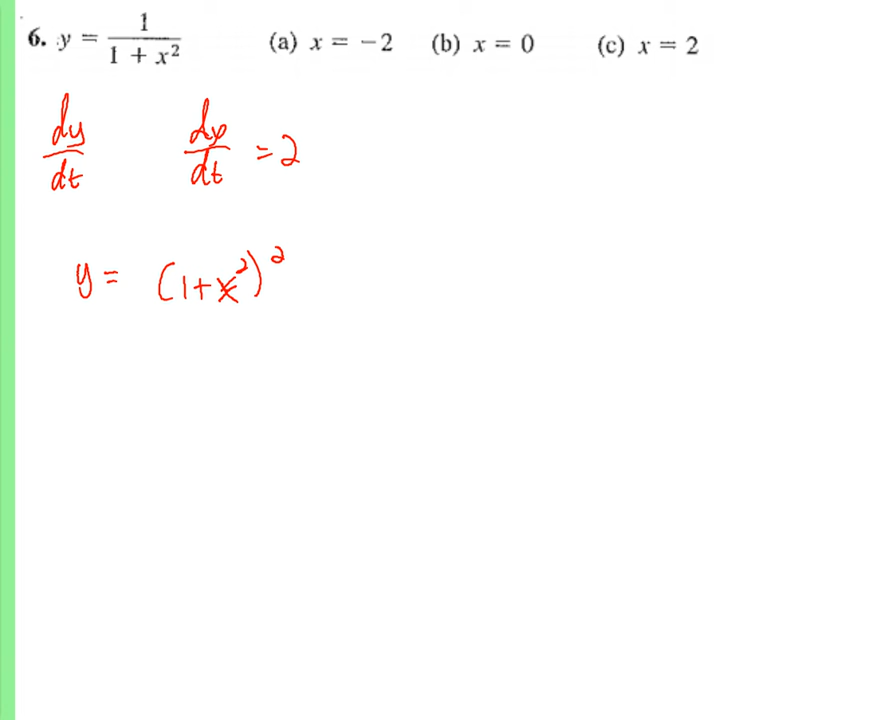 6. y = 1/(1 + x²) (a) x = −2 (b) x = 0 (c) x = 2
dy/dt dx/dt = 2
y = (1+x²)²